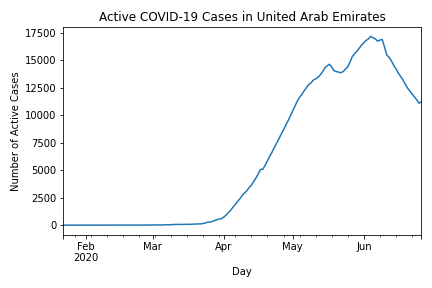 Active COVID-19 Cases in United Arab Emirates
17500
15000
12500
10000
7500
5000
2500
0
Number of Active Cases
Feb
2020
Mar
Apr
May
Jun
Day